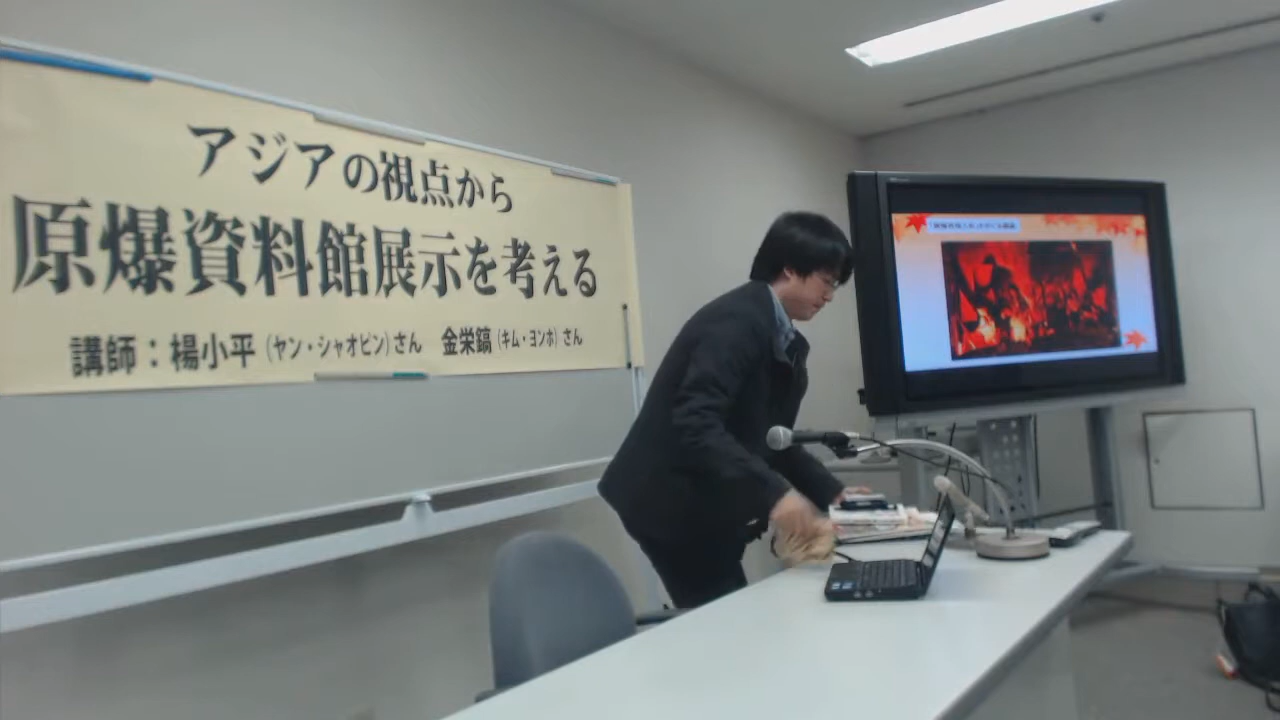 アジアの視点から
原爆資料館展示を考える
講師：楊小平（ヤン・シャオピン）さん　金栄鎬（キム・ヨンホ）さん